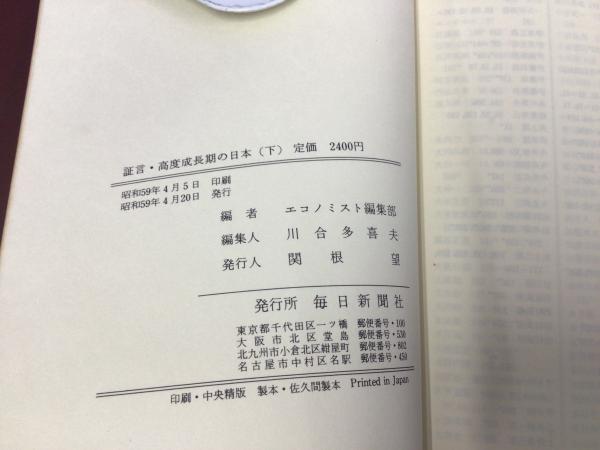 証言・高度成長期の日本(下) 定価 2400円
昭和59年4月5日 印刷
昭和59年4月20日 発行
編者 エコノミスト編集部
編集人 川合多喜夫
発行人 関根望
発行所 毎日新聞社
東京都千代田区一ツ橋 郵便番号・100
大阪市北区堂島 郵便番号・530
北九州市小倉北区紺屋町 郵便番号・802
名古屋市中村区名駅 郵便番号・450
印刷・中央精版 製本・佐久間製本 Printed in Japan